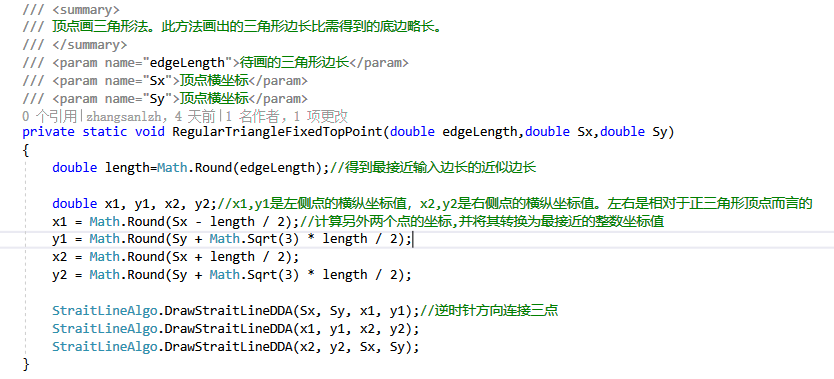 /// <summary>
/// 顶点画三角形法。此方法画出的三角形边长比需得到的底边略长。
/// </summary>
/// <param name="edgeLength">待画的三角形边长</param>
/// <param name="Sx">顶点横坐标</param>
/// <param name="Sy">顶点纵坐标</param>
0 个引用|zhangsanlzh，4 天前|1 名作者，1 项更改
private static void RegularTriangleFixedTopPoint(double edgeLength,double Sx,double Sy)
{
double length=Math.Round(edgeLength);//得到最接近输入边长的近似边长
double x1, y1, x2, y2;//x1,y1是左侧点的横纵坐标值，x2,y2是右侧点的横纵坐标值。左右是相对于正三角形顶点而言的
x1 = Math.Round(Sx - length / 2);//计算另外两个点的坐标,并将其转换为最接近的整数坐标值
y1 = Math.Round(Sy + Math.Sqrt(3) * length / 2);
x2 = Math.Round(Sx + length / 2);
y2 = Math.Round(Sy + Math.Sqrt(3) * length / 2);
StraitLineAlgo.DrawStraitLineDDA(Sx, Sy, x1, y1);//逆时针方向连接三点
StraitLineAlgo.DrawStraitLineDDA(x1, y1, x2, y2);
StraitLineAlgo.DrawStraitLineDDA(x2, y2, Sx, Sy);
}